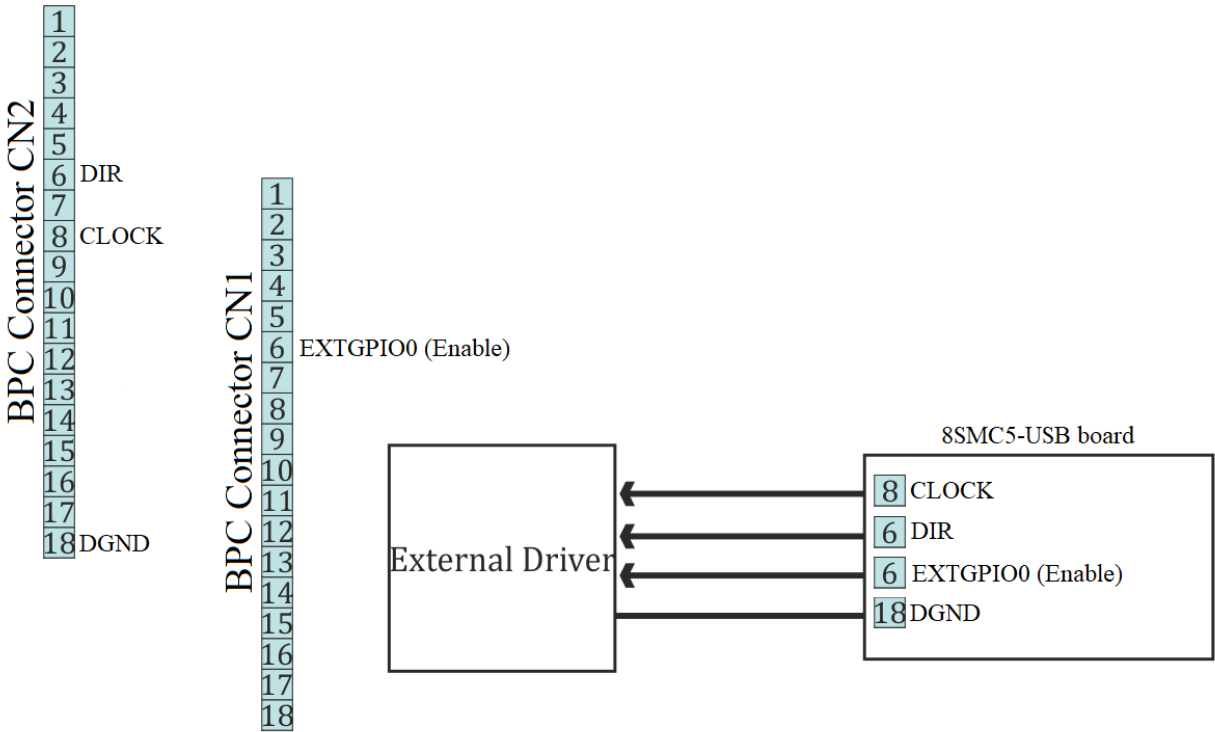 BPC Connector CN2
1
2
3
4
5
6 DIR
7
8 CLOCK
9
10
11
12
13
14
15
16
17
18 DGND
BPC Connector CN1
1
2
3
4
5
6 EXTGPIO0 (Enable)
7
8
9
10
11
12
13
14
15
16
17
18
External Driver
8SMC5-USB board
8 CLOCK
6 DIR
6 EXTGPIO0 (Enable)
18 DGND